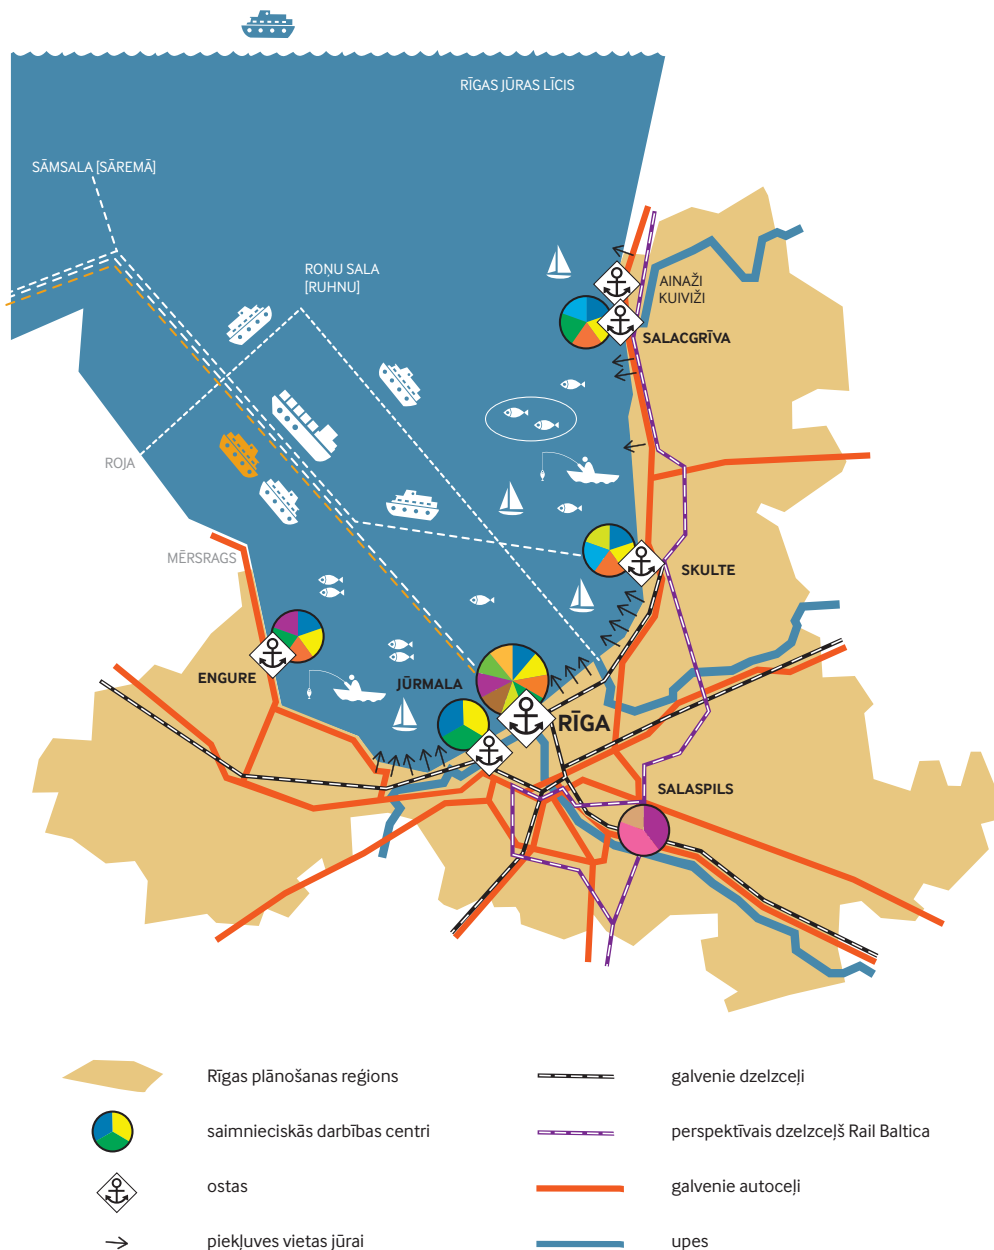 RĪGAS JŪRAS LĪCIS
SĀMSALA [SĀREMĀ]
ROŅU SALA
[RUHNU]
AINAŽI
KUIVIŽI
SALACGRĪVA
ROJA
MĒRSRAGS
SKULTE
ENGURE
JŪRMALA
RĪGA
SALASPILS
Rīgas plānošanas reģions
galvenie dzelzceļi
saimnieciskās darbības centri
perspektīvais dzelzceļš Rail Baltica
ostas
galvenie autoceļi
piekļuves vietas jūrai
upes